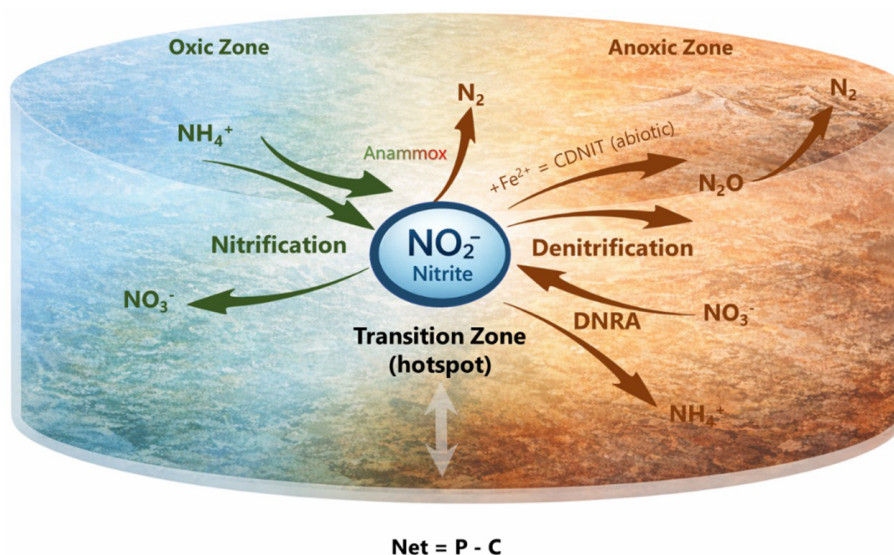 Oxic Zone
Anoxic Zone
N₂
N₂
NH₄⁺
Anammox
+Fe²⁺ = CDNIT (abiotic)
N₂O
Nitrification
NO₂⁻
Nitrite
Denitrification
NO₃⁻
DNRA
NO₃⁻
Transition Zone
(hotspot)
NH₄⁺
Net = P - C